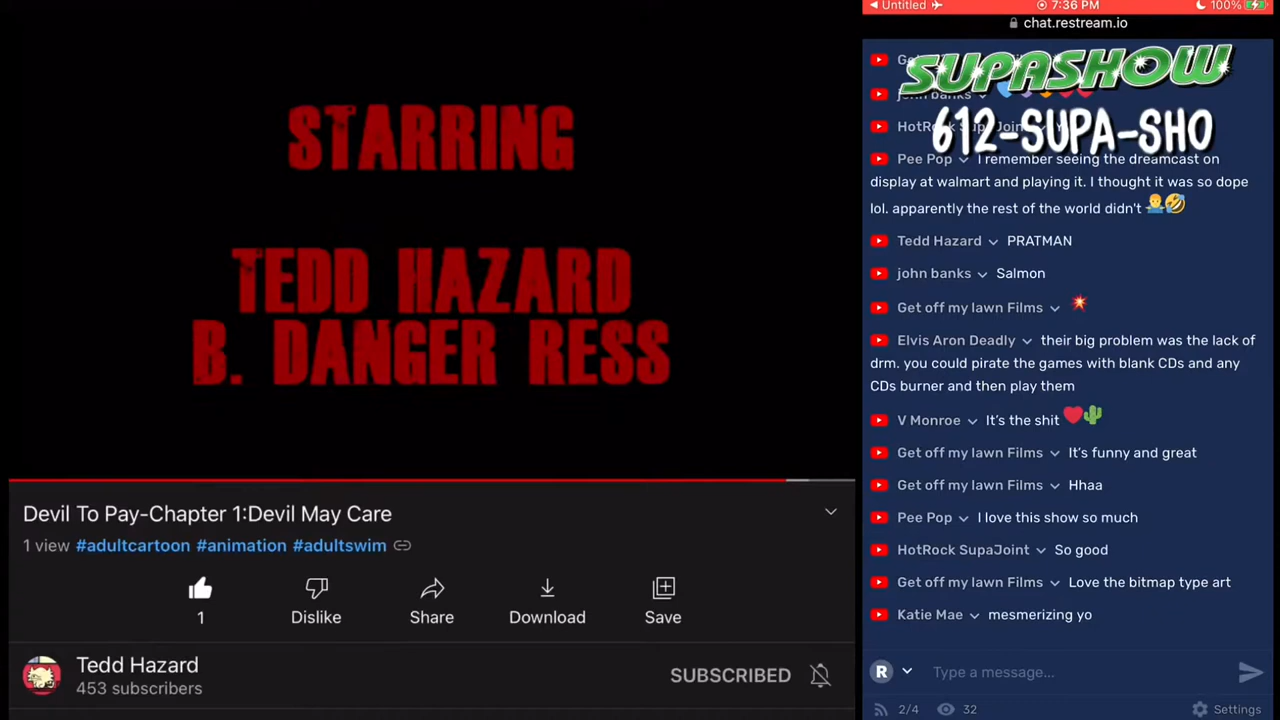 STARRING
TEDD HAZARD
B. DANGER RESS
Devil To Pay-Chapter 1:Devil May Care
1 view #adultcartoon #animation #adultswim
1
Dislike
Share
Download
Save
Tedd Hazard
453 subscribers
SUBSCRIBED
Untitled
7:36 PM
100%
chat.restream.io
SUPASHOW
612-SUPA-SHO
john banks
HotRock SupaJoint
Pee Pop I remember seeing the dreamcast on
display at walmart and playing it. I thought it was so dope
lol. apparently the rest of the world didn't 🤷‍♂️🤣
Tedd Hazard PRATMAN
john banks Salmon
Get off my lawn Films 💥
Elvis Aron Deadly their big problem was the lack of
drm. you could pirate the games with blank CDs and any
CDs burner and then play them
V Monroe It's the shit ❤️🌵
Get off my lawn Films It's funny and great
Get off my lawn Films Hhaa
Pee Pop I love this show so much
HotRock SupaJoint So good
Get off my lawn Films Love the bitmap type art
Katie Mae mesmerizing yo
R
Type a message...
2/4 32 Settings